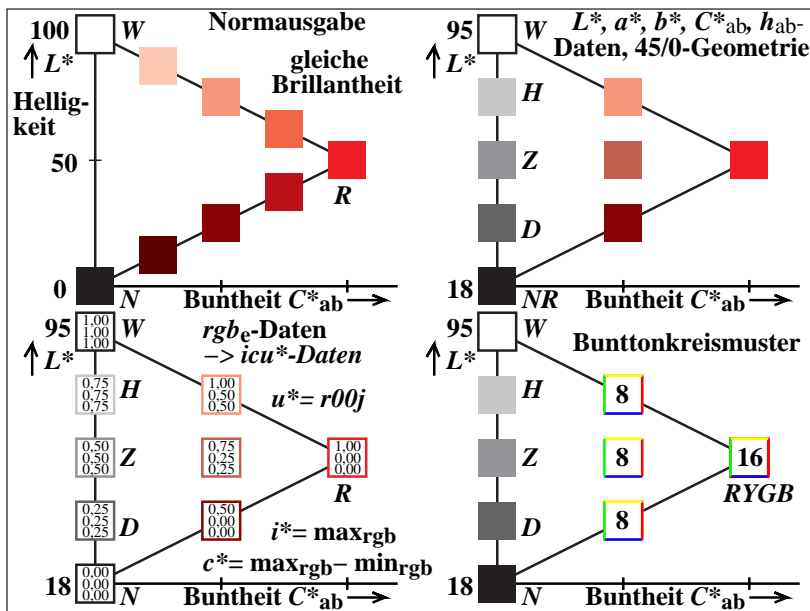 100
W
Normausgabe
L*
gleiche
Brillantheit
Hellig-
keit
50
R
0
N
Buntheit C*ab
95
W
L*, a*, b*, C*ab, hab-
Daten, 45/0-Geometrie
L*
H
Z
D
18
NR
Buntheit C*ab
95
1,00
1,00
1,00
W
rgbe-Daten
–> icu*-Daten
L*
0,75
0,75
0,75
H
1,00
0,50
0,50
u*= r00j
0,50
0,50
0,50
Z
0,75
0,25
1,00
0,00
0,00
R
0,25
0,25
0,25
D
0,50
0,00
0,00
i*= maxrgb
c*= maxrgb– minrgb
18
0,00
0,00
0,00
N
Buntheit C*ab
95
W
Bunttonkreismuster
L*
H
8
Z
8
16
RYGB
D
8
18
N
Buntheit C*ab